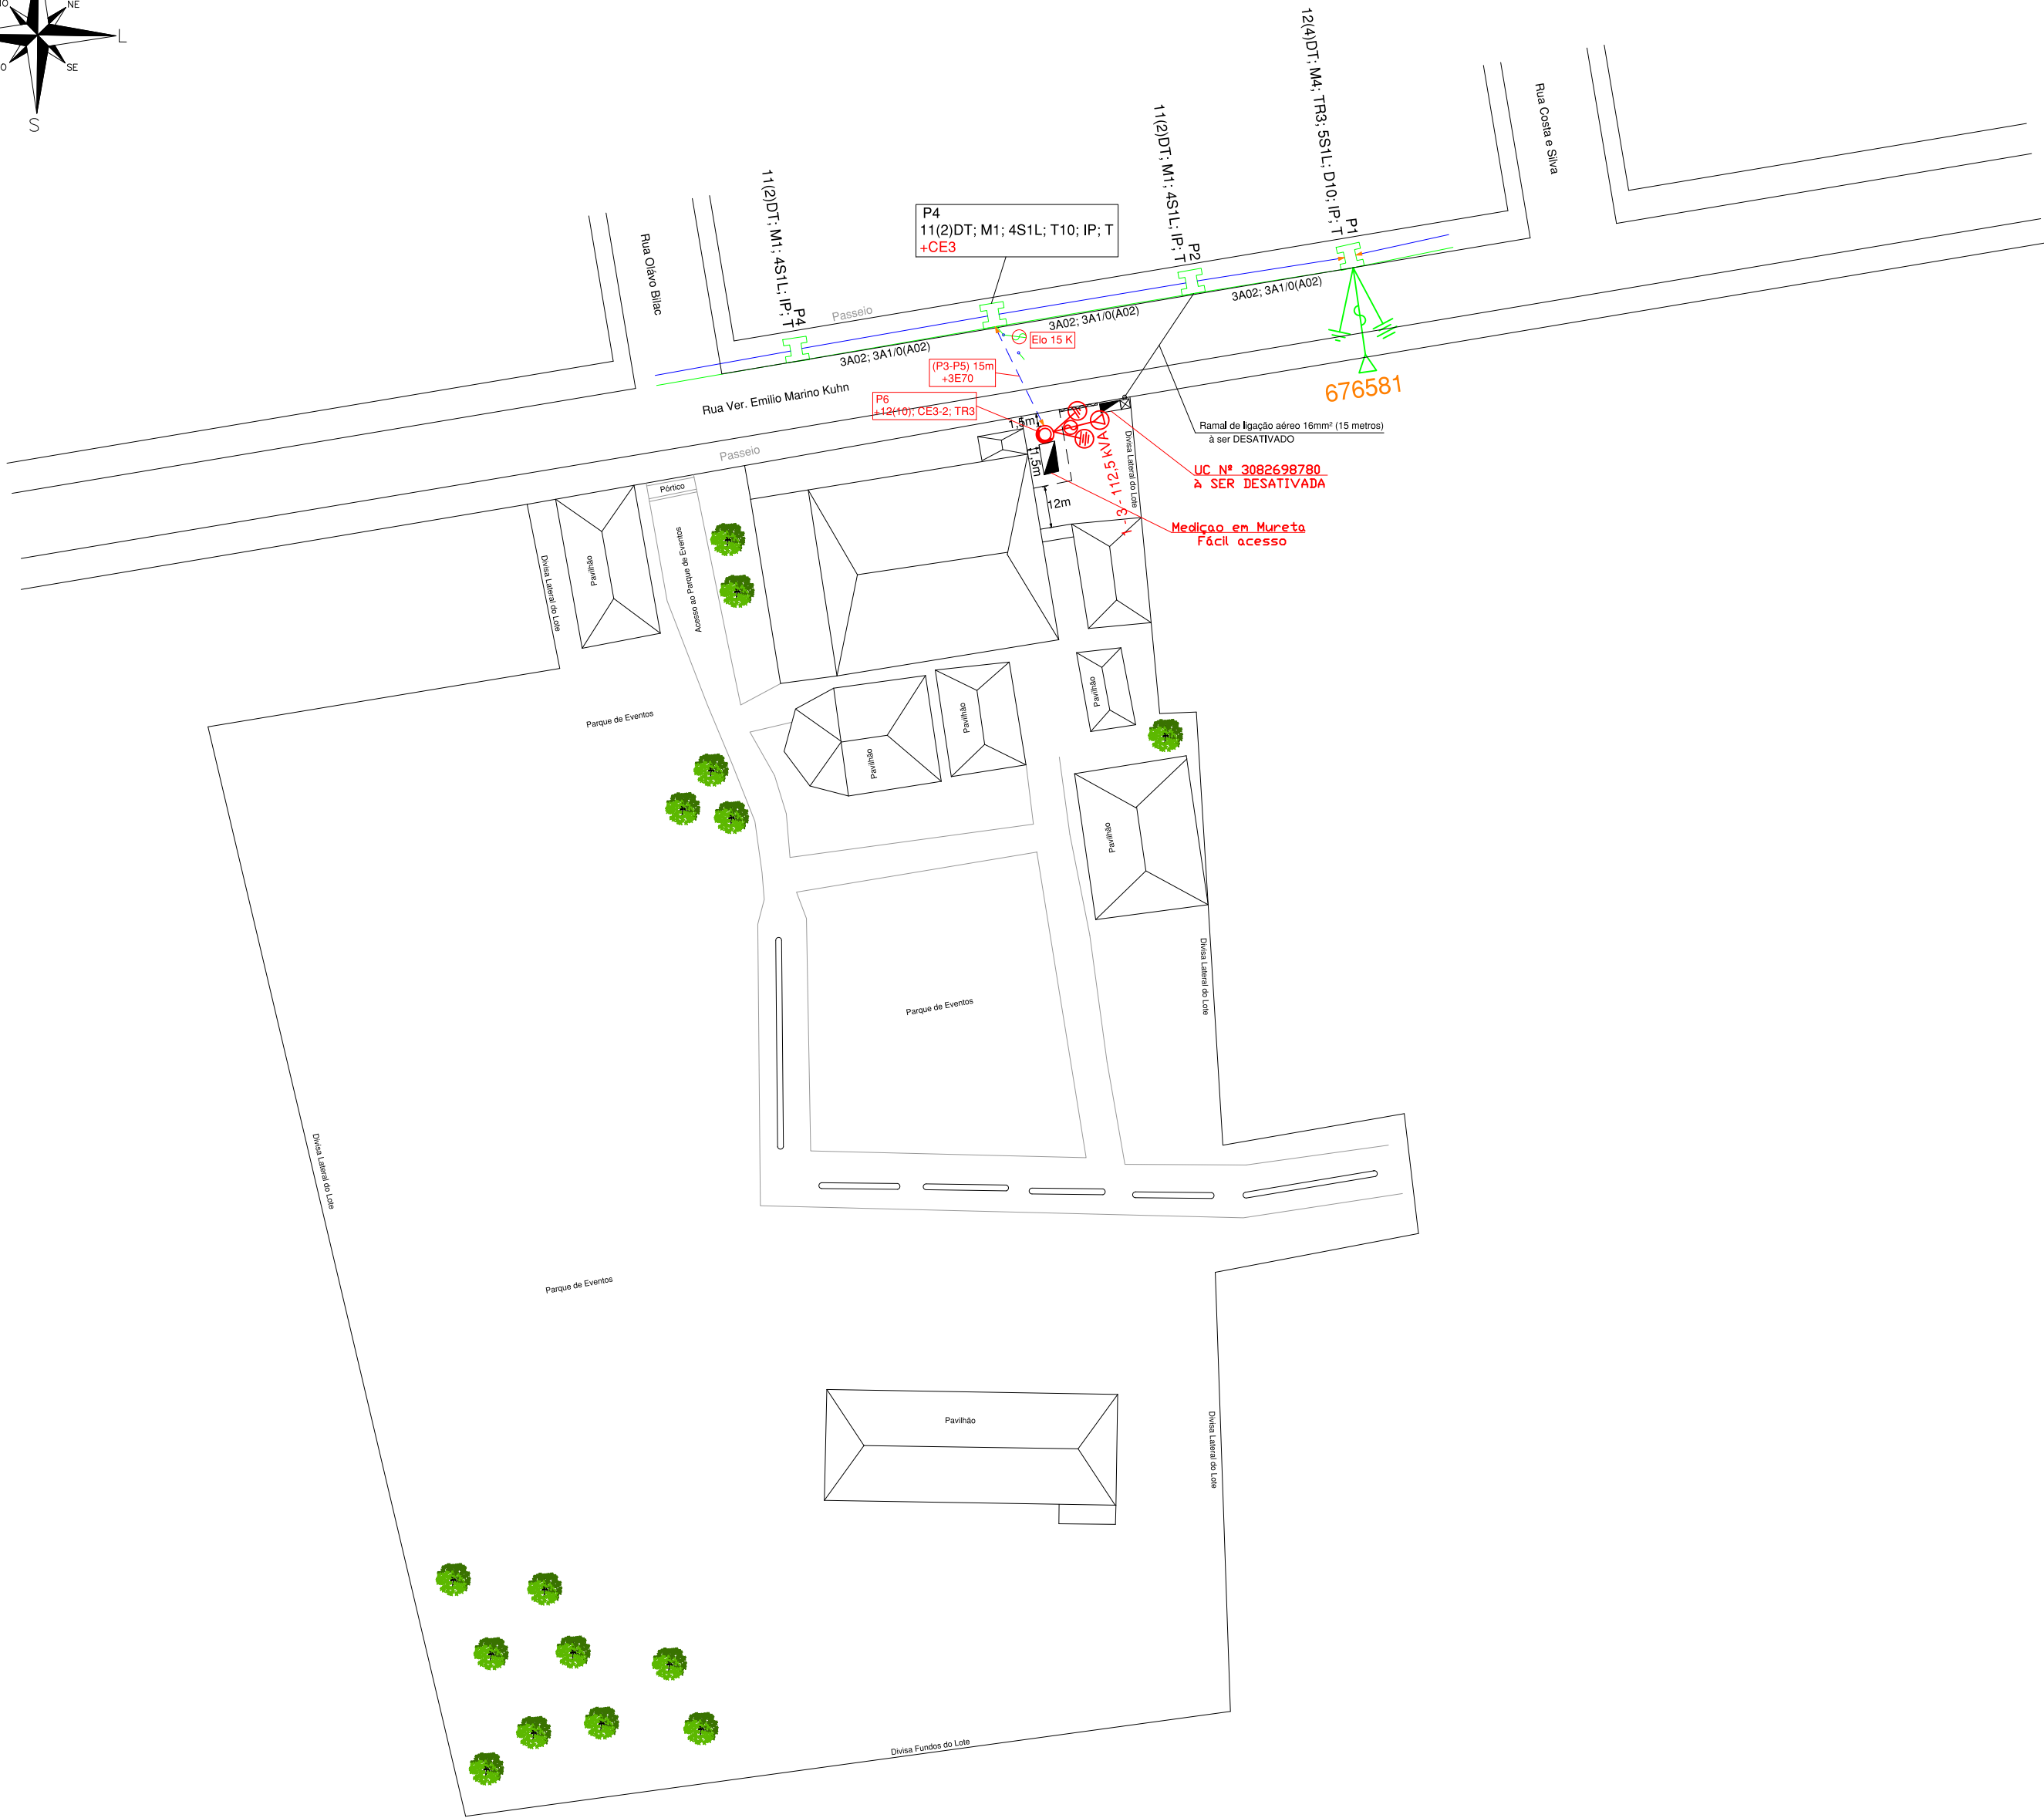 NE
L
SE
O
S
12(4)DT; M4; TR3; 5S1L; D10; IP; T
P1
Rua Costa e Silva
11(2)DT; M1; 4S1L; IP; T
P2
11(2)DT; M1; 4S1L; IP; T
P4
Rua Olávo Bilac
P4
11(2)DT; M1; 4S1L; T10; IP; T
+CE3
Passeio
3A02; 3A1/0(A02)
3A02; 3A1/0(A02)
3A02; 3A1/0(A02)
Elo 15 K
(P3-P5) 15m
+3E70
Rua Ver. Emilio Marino Kuhn
P6
+12(10); CE3-2; TR3
676581
1,5m
1,5m
12m
1 -3 - 112,5 kVA
Ramal de ligação aéreo 16mm² (15 metros)
à ser DESATIVADO
UC Nº 3082698780
à SER DESATIVADA
Mediçao em Mureta
Fácil acesso
Passeio
Pórtico
Divisa Lateral do Lote
Divisa Lateral do Lote
Pavilhão
Acesso ao Parque de Eventos
Parque de Eventos
Pavilhão
Pavilhão
Pavilhão
Pavilhão
Divisa Lateral do Lote
Parque de Eventos
Divisa Lateral do Lote
Parque de Eventos
Pavilhão
Divisa Lateral do Lote
Divisa Fundos do Lote